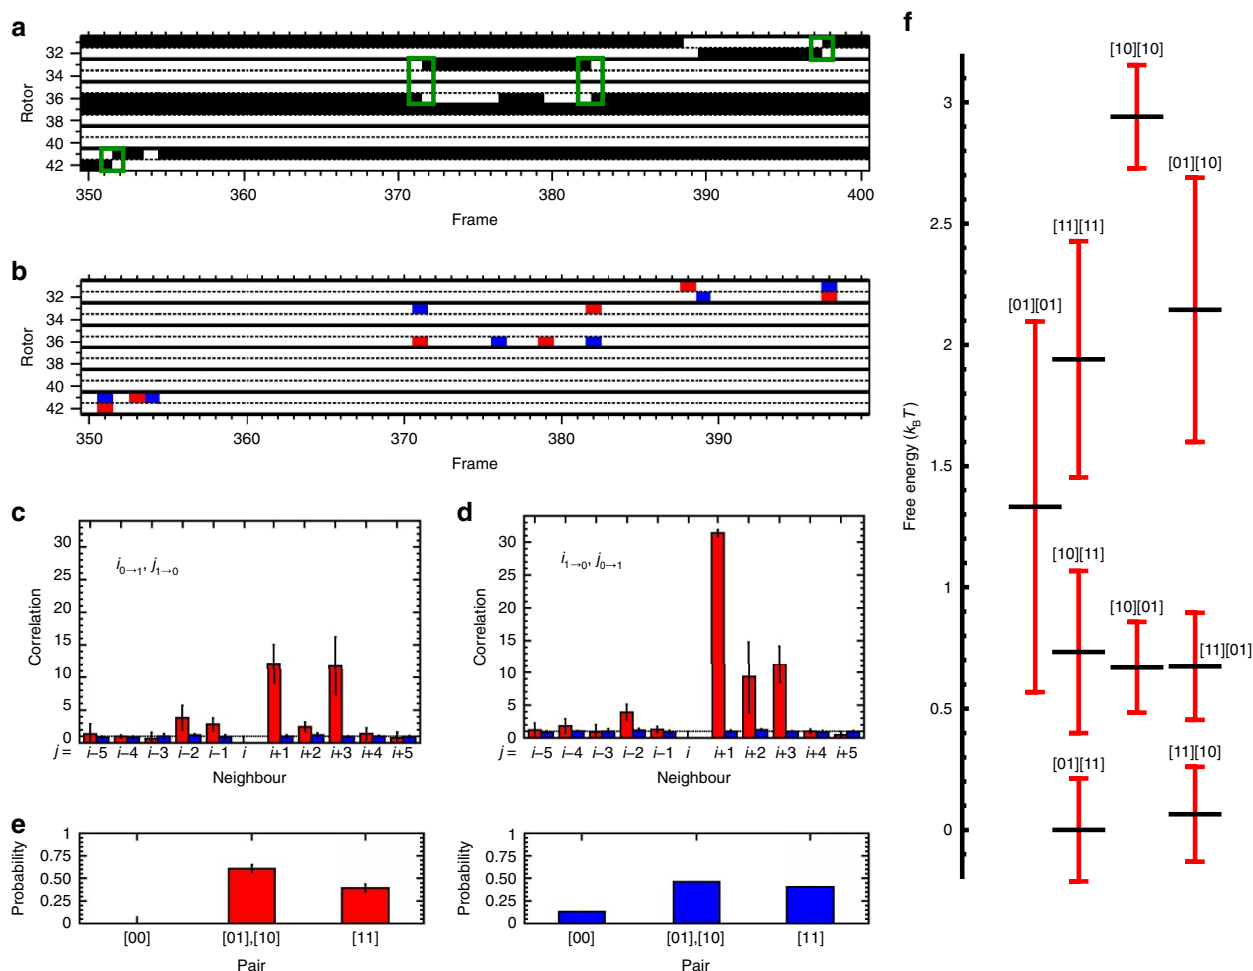 a
Rotor
32
34
36
38
40
42
350
360
370
380
390
400
Frame
b
Rotor
32
34
36
38
40
42
350
360
370
380
390
Frame
c
Correlation
30
25
20
15
10
5
0
i0→1, j1→0
j = i–5 i–4 i–3 i–2 i–1 i i+1 i+2 i+3 i+4 i+5
Neighbour
d
Correlation
30
25
20
15
10
5
0
i1→0, j0→1
j = i–5 i–4 i–3 i–2 i–1 i i+1 i+2 i+3 i+4 i+5
Neighbour
e
Probability
1
0.75
0.50
0.25
0
[00] [01],[10] [11]
Pair
Probability
1
0.75
0.50
0.25
0
[00] [01],[10] [11]
Pair
f
Free energy (kBT)
3
2.5
2
1.5
1
0.5
0
[10][10]
[01][10]
[11][11]
[01][01]
[10][11]
[10][01]
[11][01]
[01][11]
[11][10]